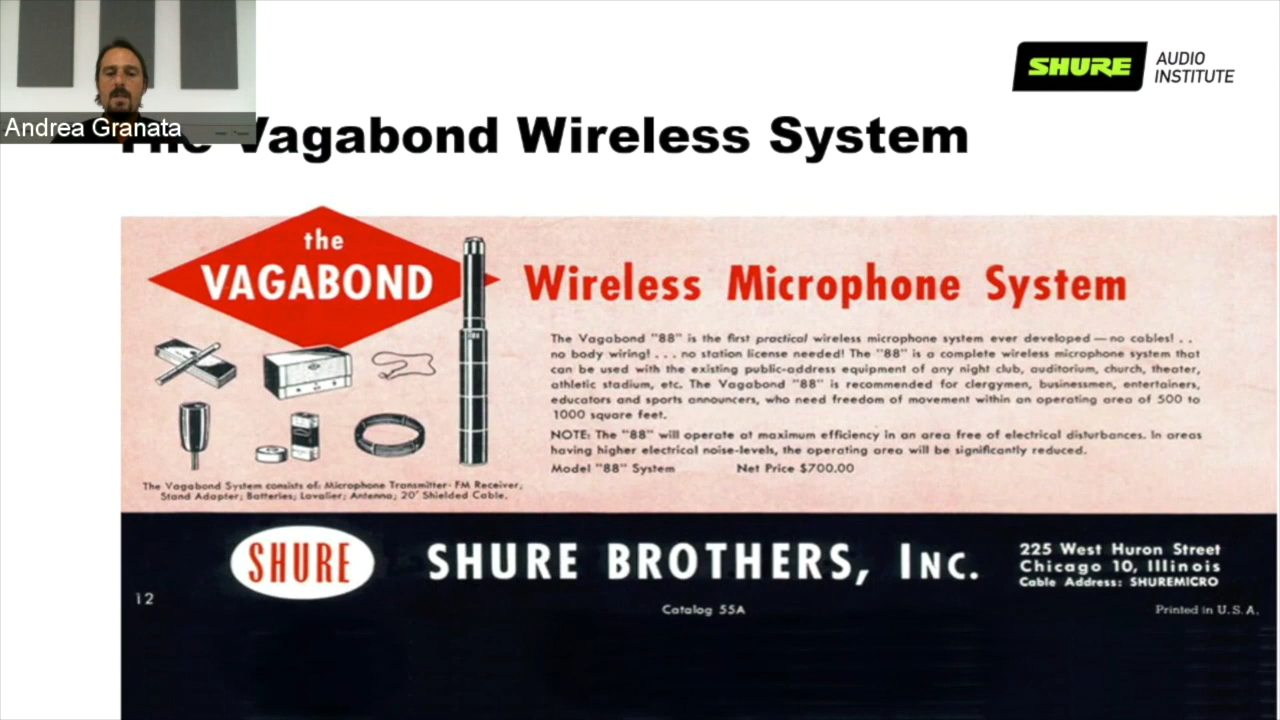 Andrea Granata
SHURE AUDIO
INSTITUTE
The Vagabond Wireless System
the
VAGABOND
Wireless Microphone System
The Vagabond "88" is the first practical wireless microphone system ever developed — no cables! . .
no body wiring! . . . no station license needed! The "88" is a complete wireless microphone system that
can be used with the existing public-address equipment of any night club, auditorium, church, theater,
athletic stadium, etc. The Vagabond "88" is recommended for clergymen, businessmen, entertainers,
educators and sports announcers, who need freedom of movement within an operating area of 500 to
1000 square feet.
NOTE: The "88" will operate at maximum efficiency in an area free of electrical disturbances. In areas
having higher electrical noise-levels, the operating area will be significantly reduced.
Model "88" System Net Price $700.00
The Vagabond System consists of: Microphone Transmitter- FM Receiver;
Stand Adapter; Batteries; Lavalier; Antenna; 20' Shielded Cable.
SHURE
SHURE BROTHERS, INC.
225 West Huron Street
Chicago 10, Illinois
Cable Address: SHUREMICRO
12
Catalog 55A
Printed in U.S.A.